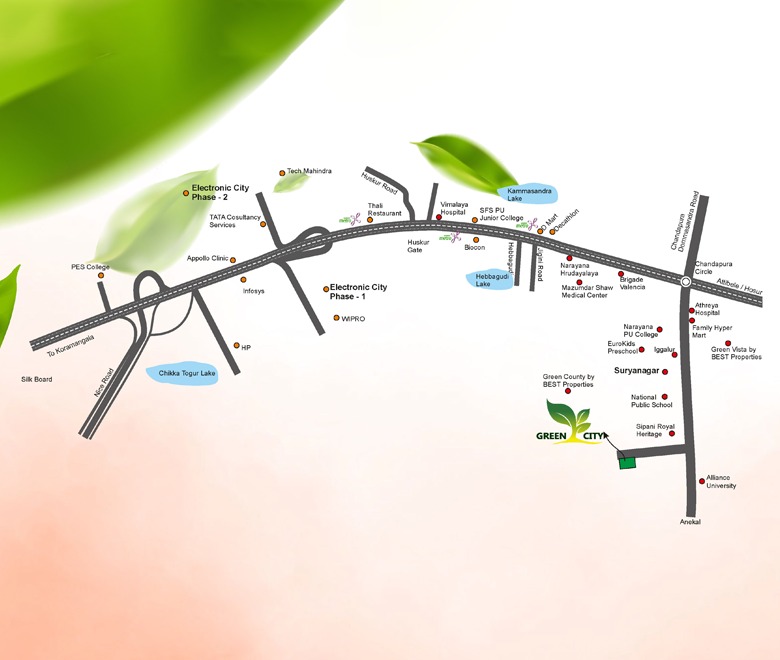 Tech Mahindra
Electronic City
Phase - 2
Huskur Road
Kammasandra
Lake
TATA Cosultancy
Services
Thali
Restaurant
Vimalaya
Hospital
SFS PU
Junior College
D Mart
Decathlon
Chandapura
Dommasandra Road
Huskur
Gate
Biocon
Hebbagudi
Jigini Road
Appollo Clinic
PES College
Infosys
Electronic City
Phase - 1
WIPRO
Hebbagudi
Lake
Narayana
Hrudayalaya
Mazumdar Shaw
Medical Center
Brigade
Valencia
Chandapura
Circle
Attibele / Hosur
Athreya
Hospital
Family Hyper
Mart
Narayana
PU College
EuroKids
Preschool
Iggalur
Green Vista by
BEST Properties
To Koramangala
HP
Silk Board
Nice Road
Chikka Togur Lake
Suryanagar
Green County by
BEST Properties
National
Public School
GREEN CITY
Sipani Royal
Heritage
Alliance
University
Anekal